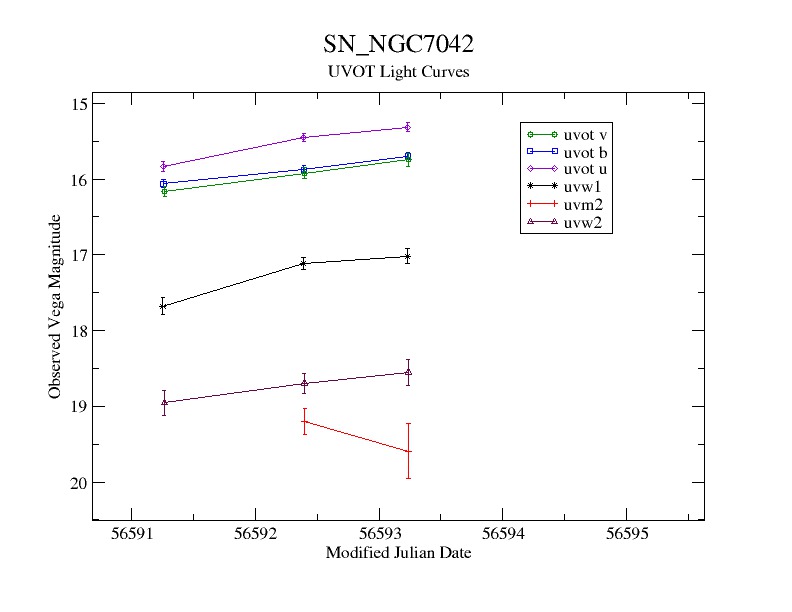 SN_NGC7042
UVOT Light Curves
15
16
17
18
19
20
Observed Vega Magnitude
uvot v
uvot b
uvot u
uvw1
uvm2
uvw2
56591
56592
56593
56594
56595
Modified Julian Date